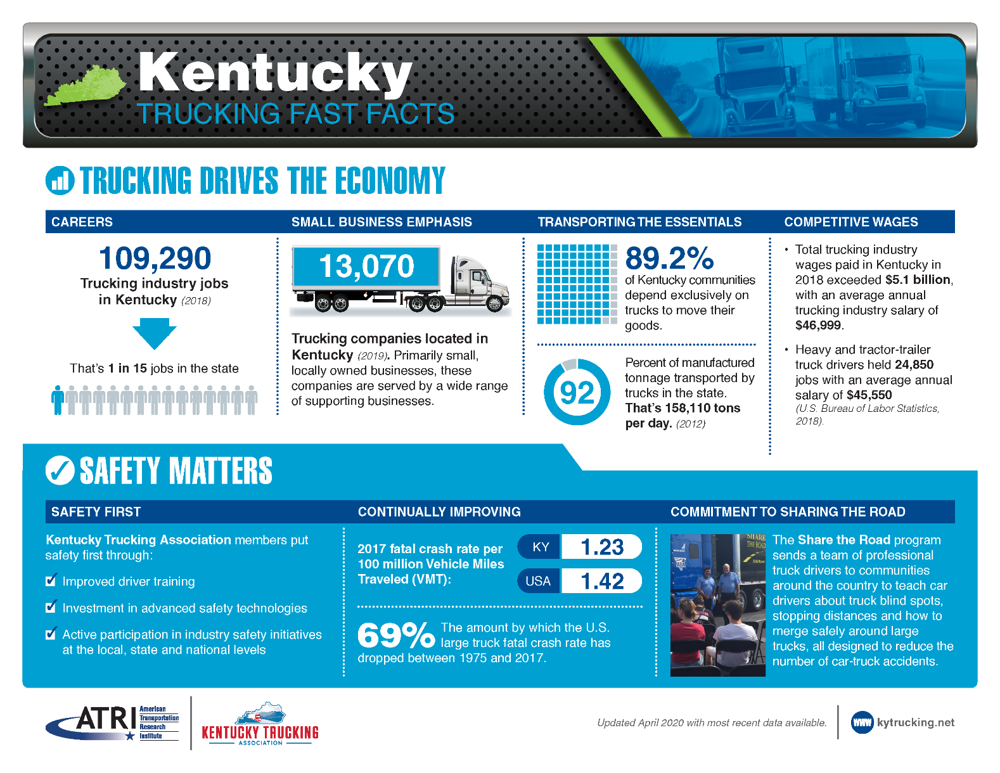 Kentucky
TRUCKING FAST FACTS
TRUCKING DRIVES THE ECONOMY
CAREERS
109,290
Trucking industry jobs
in Kentucky (2018)
That's 1 in 15 jobs in the state
SMALL BUSINESS EMPHASIS
13,070
Trucking companies located in
Kentucky (2019). Primarily small,
locally owned businesses, these
companies are served by a wide range
of supporting businesses.
TRANSPORTING THE ESSENTIALS
89.2%
of Kentucky communities
depend exclusively on
trucks to move their
goods.
92
Percent of manufactured
tonnage transported by
trucks in the state.
That's 158,110 tons
per day. (2012)
COMPETITIVE WAGES
• Total trucking industry
wages paid in Kentucky in
2018 exceeded $5.1 billion,
with an average annual
trucking industry salary of
$46,999.
• Heavy and tractor-trailer
truck drivers held 24,850
jobs with an average annual
salary of $45,550
(U.S. Bureau of Labor Statistics,
2018).
SAFETY MATTERS
SAFETY FIRST
Kentucky Trucking Association members put
safety first through:
Improved driver training
Investment in advanced safety technologies
Active participation in industry safety initiatives
at the local, state and national levels
CONTINUALLY IMPROVING
2017 fatal crash rate per
100 million Vehicle Miles
Traveled (VMT):
KY 1.23
USA 1.42
69% The amount by which the U.S.
large truck fatal crash rate has
dropped between 1975 and 2017.
COMMITMENT TO SHARING THE ROAD
SHARE
THE ROAD
MACK
ATA
The Share the Road program
sends a team of professional
truck drivers to communities
around the country to teach car
drivers about truck blind spots,
stopping distances and how to
merge safely around large
trucks, all designed to reduce the
number of car-truck accidents.
ATRI
American
Transportation
Research
Institute
KENTUCKY TRUCKING
ASSOCIATION
Updated April 2020 with most recent data available.
www kytrucking.net